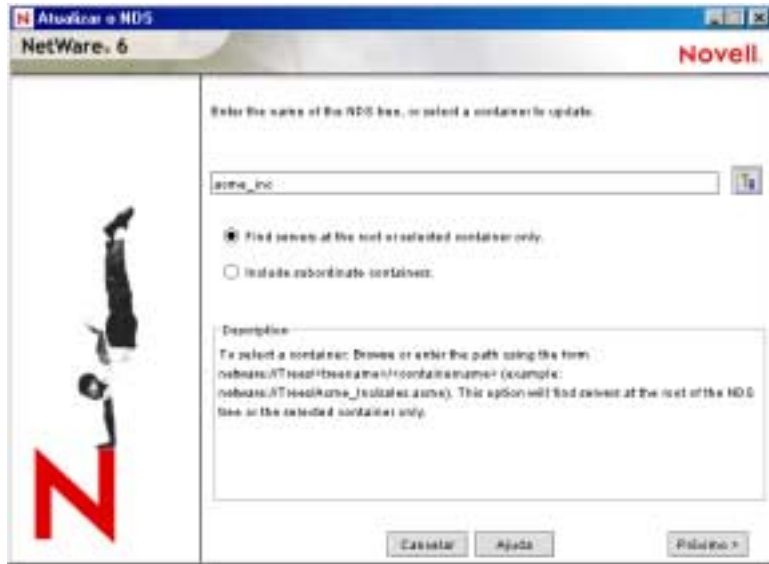 Atualizar o NDS
NetWare. 6
Novell.
Enter the name of the NDS tree, or select a container to update.
acme_inc
Find servers at the root or selected container only.
Include subordinate containers.
Description
To select a container: Browse or enter the path using the form
netware://Trees/<treename>/<containername> (example:
netware://Trees/Acme_Inc/sales.acme). This option will find servers at the root of the NDS
tree or the selected container only.
Cancelar
Ajuda
Próximo >